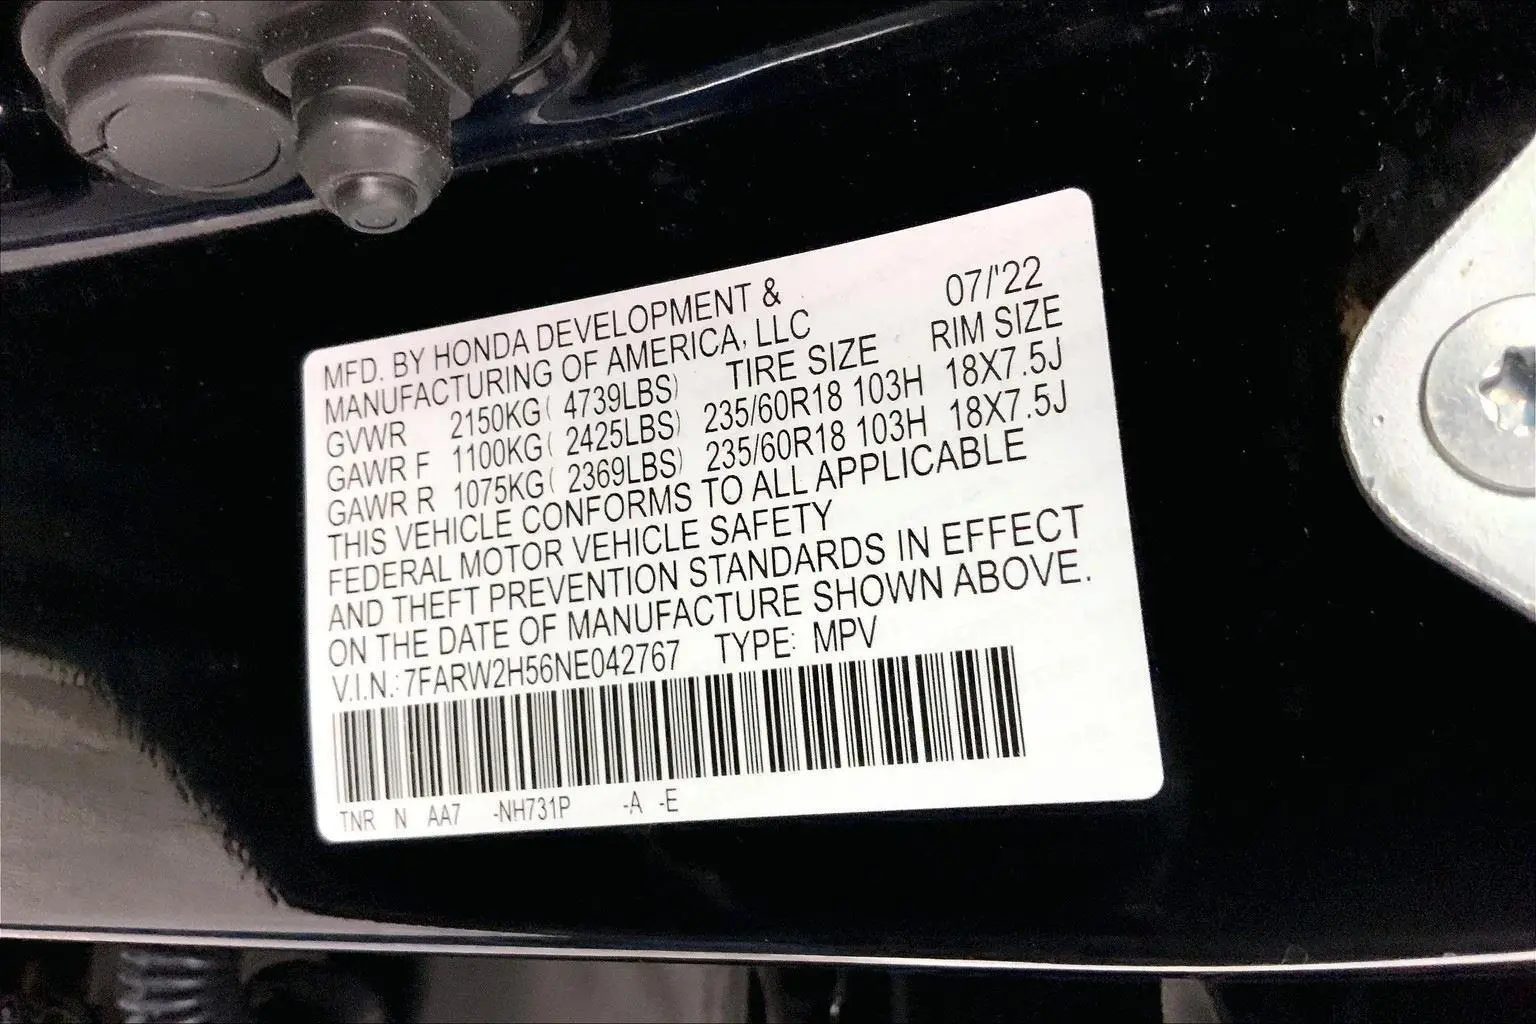 MFD. BY HONDA DEVELOPMENT & 07/'22
MANUFACTURING OF AMERICA, LLC RIM SIZE
GVWR 2150KG( 4739LBS) TIRE SIZE
GAWR F 1100KG( 2425LBS) 235/60R18 103H 18X7.5J
GAWR R 1075KG( 2369LBS) 235/60R18 103H 18X7.5J
THIS VEHICLE CONFORMS TO ALL APPLICABLE
FEDERAL MOTOR VEHICLE SAFETY
AND THEFT PREVENTION STANDARDS IN EFFECT
ON THE DATE OF MANUFACTURE SHOWN ABOVE.
V.I.N.: 7FARW2H56NE042767 TYPE: MPV
TNR N AA7 -NH731P -A -E